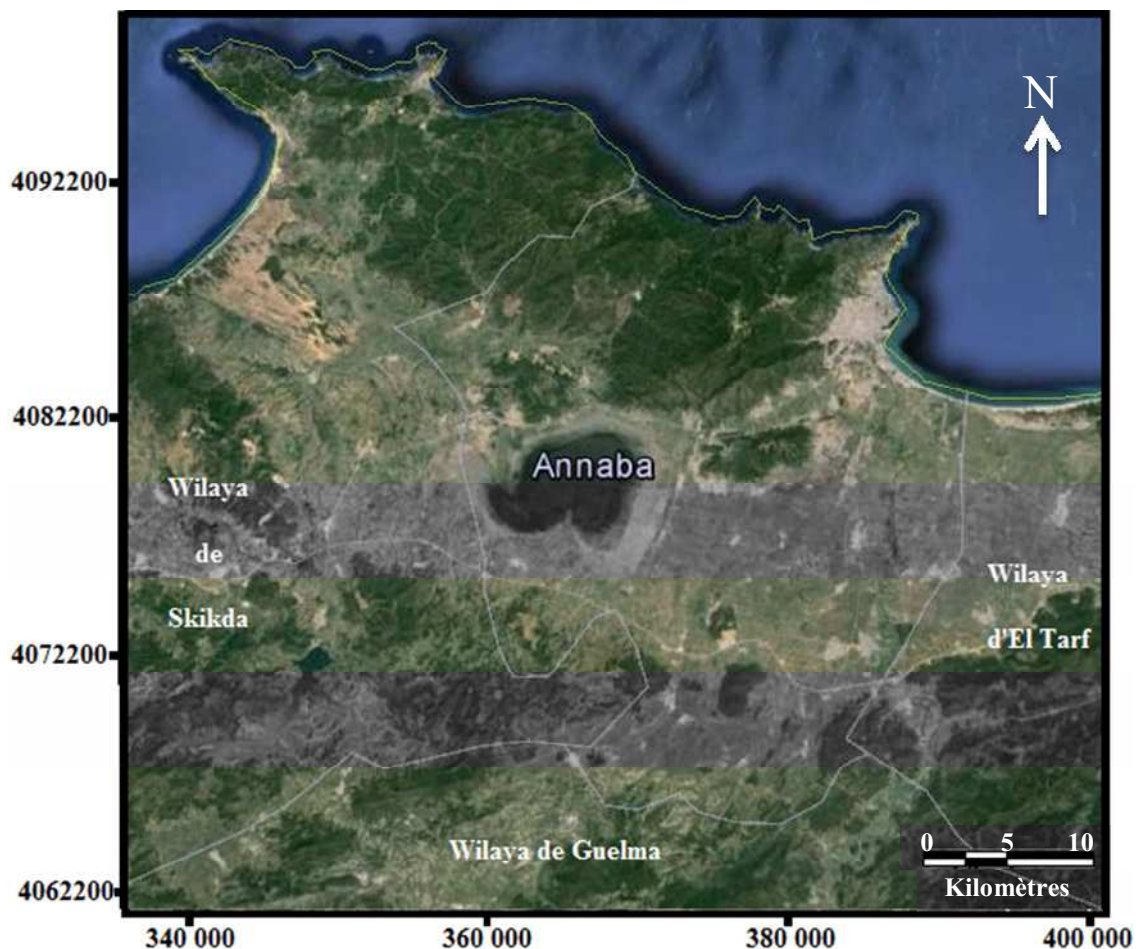 N
4092200
4082200
Annaba
Wilaya
de
Skikda
Wilaya
d'El Tarf
4072200
Wilaya de Guelma
0 5 10
Kilomètres
4062200
340 000 360 000 380 000 400 000